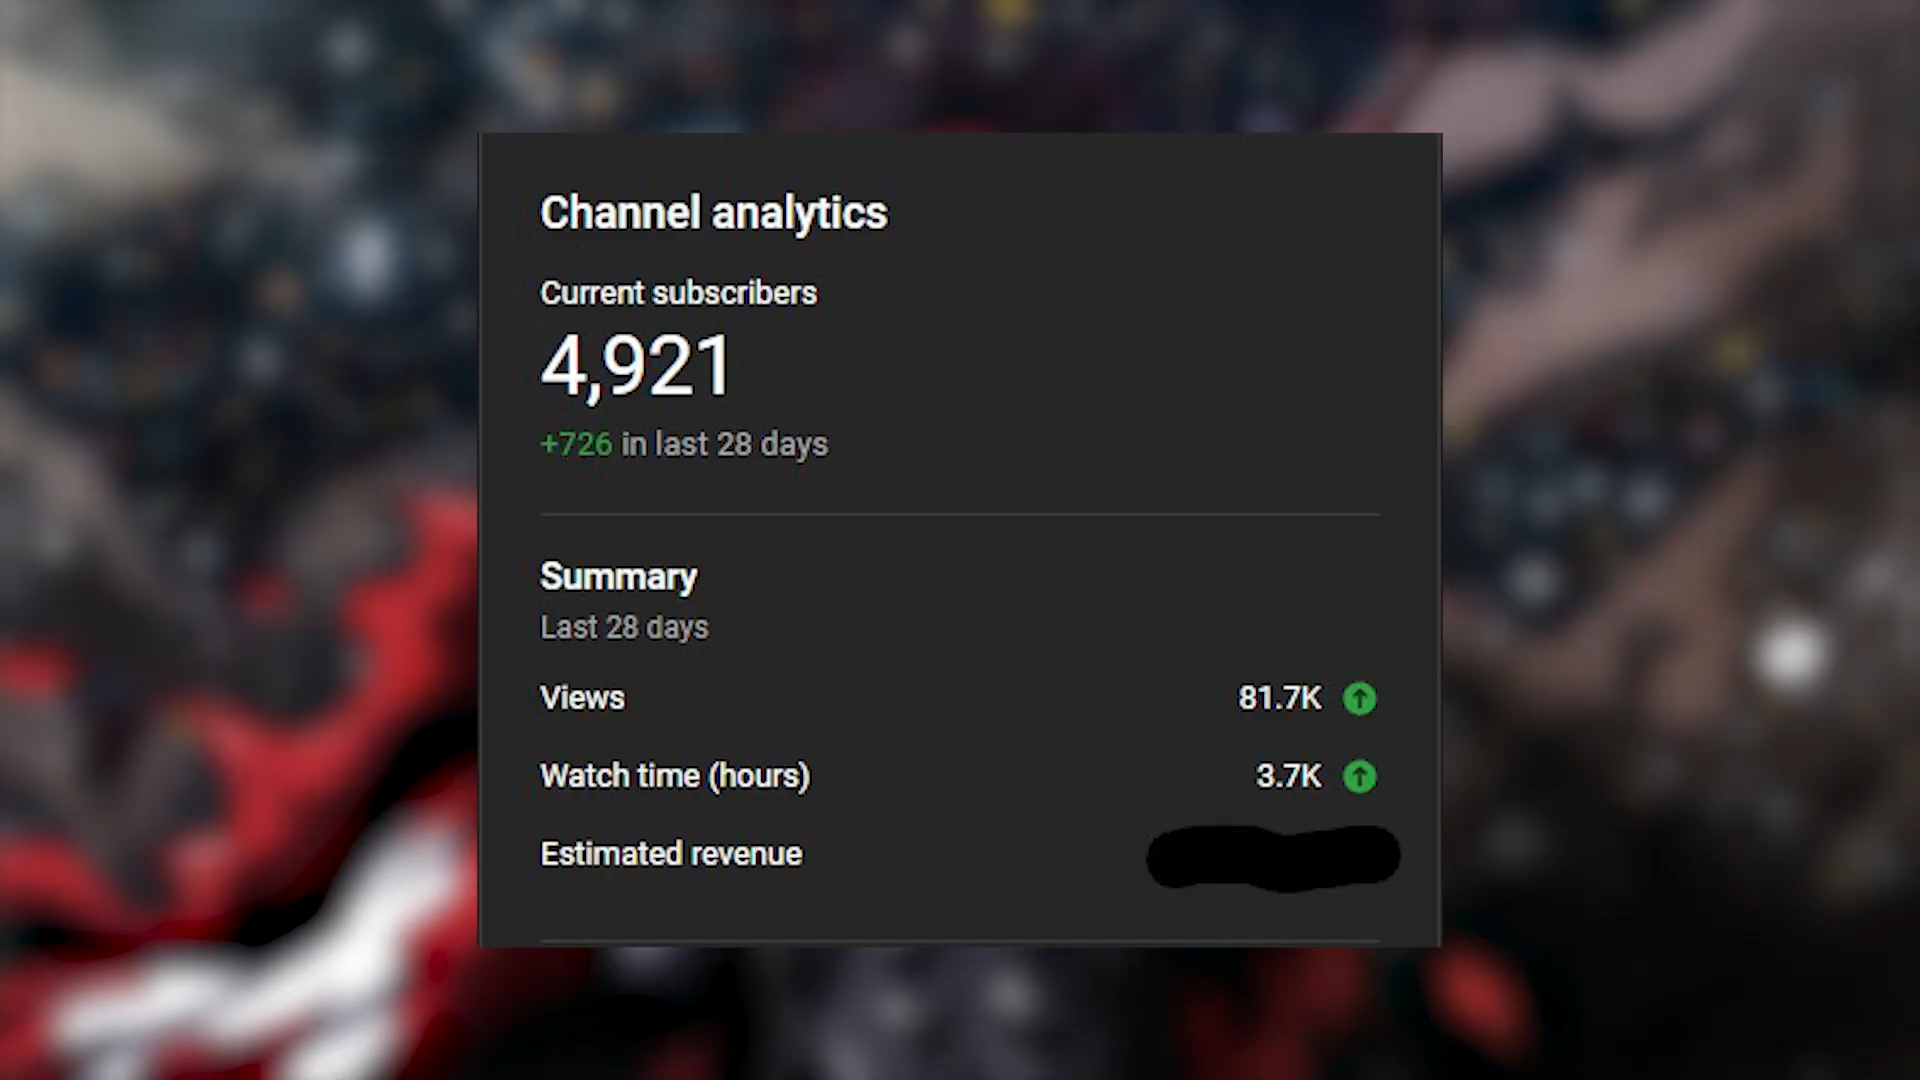 Channel analytics
Current subscribers
4,921
+726 in last 28 days
Summary
Last 28 days
Views 81.7K
Watch time (hours) 3.7K
Estimated revenue